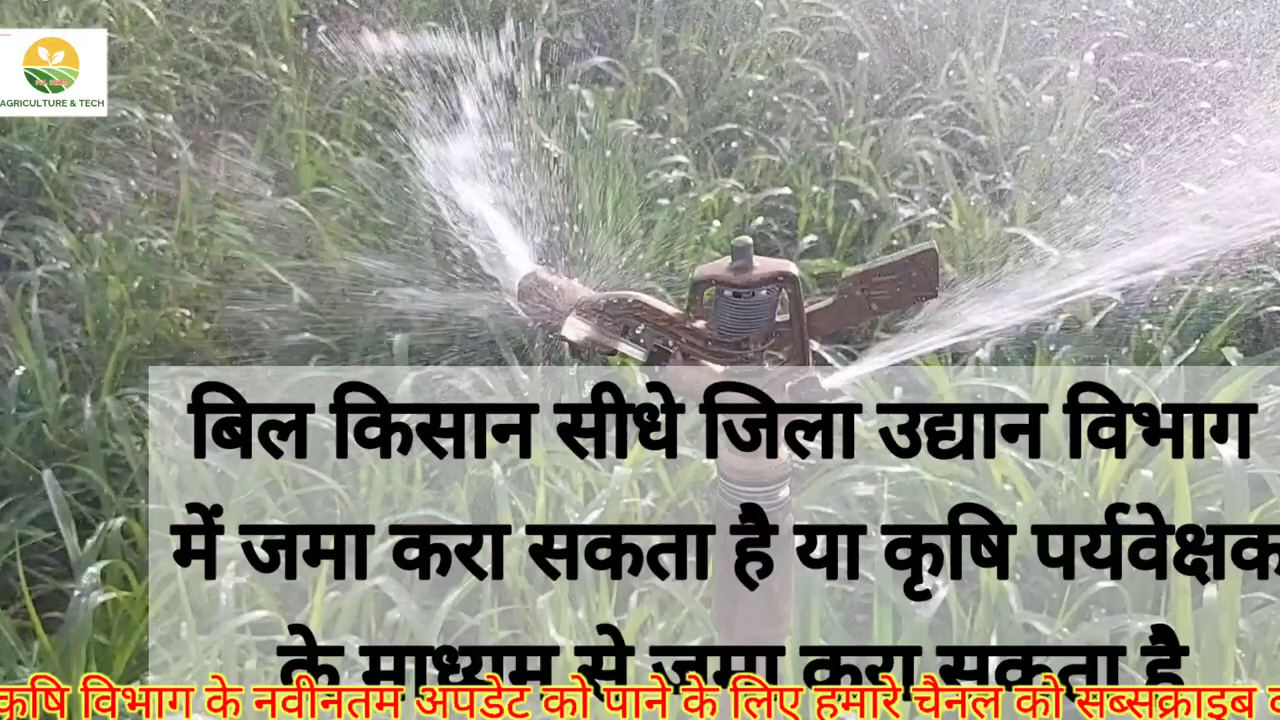 AGRICULTURE & TECH
बिल किसान सीधे जिला उद्यान विभाग
में जमा करा सकता है या कृषि पर्यवेक्षक
के माध्यम से जमा करा सकता है
कृषि विभाग के नवीनतम अपडेट को पाने के लिए हमारे चैनल को सब्सक्राइब